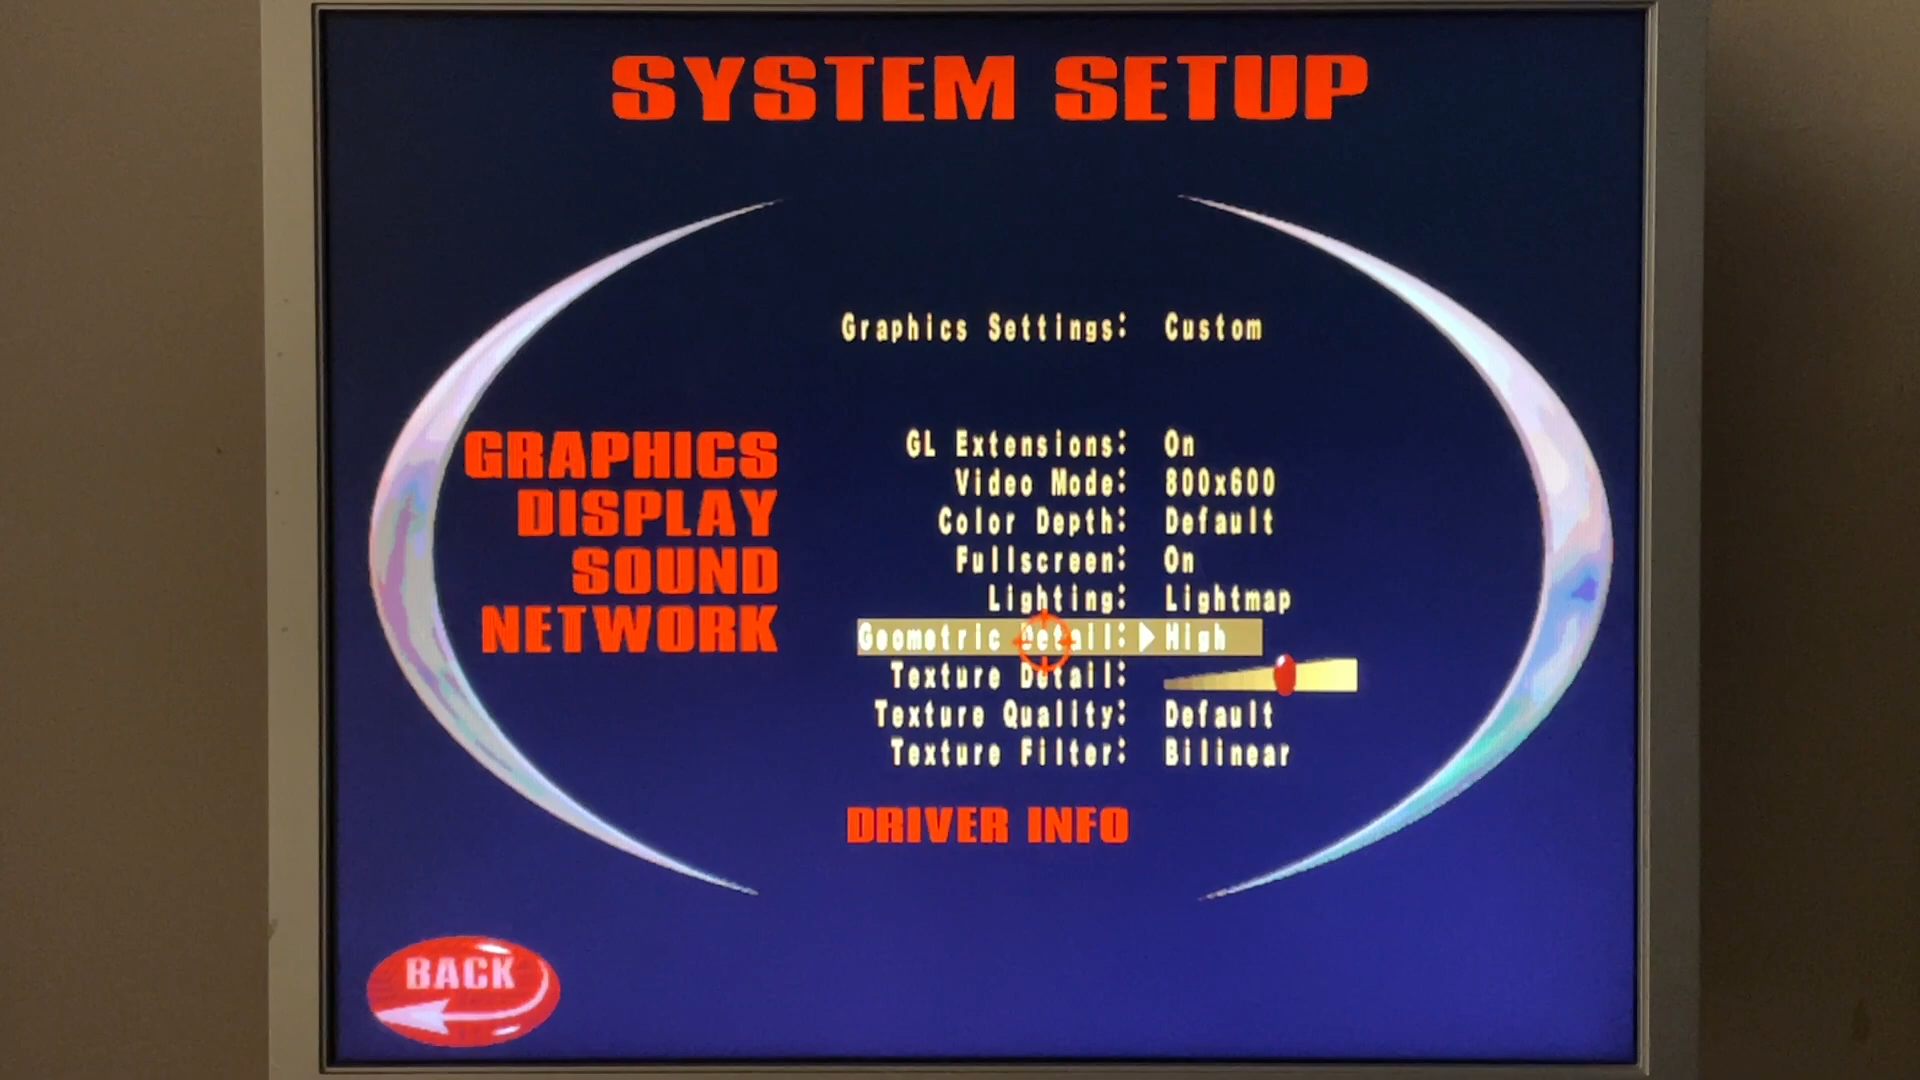 SYSTEM SETUP
Graphics Settings: Custom
GRAPHICS
DISPLAY
SOUND
NETWORK
GL Extensions: On
Video Mode: 800x600
Color Depth: Default
Fullscreen: On
Lighting: Lightmap
Geometric Detail: High
Texture Detail:
Texture Quality: Default
Texture Filter: Bilinear
DRIVER INFO
BACK